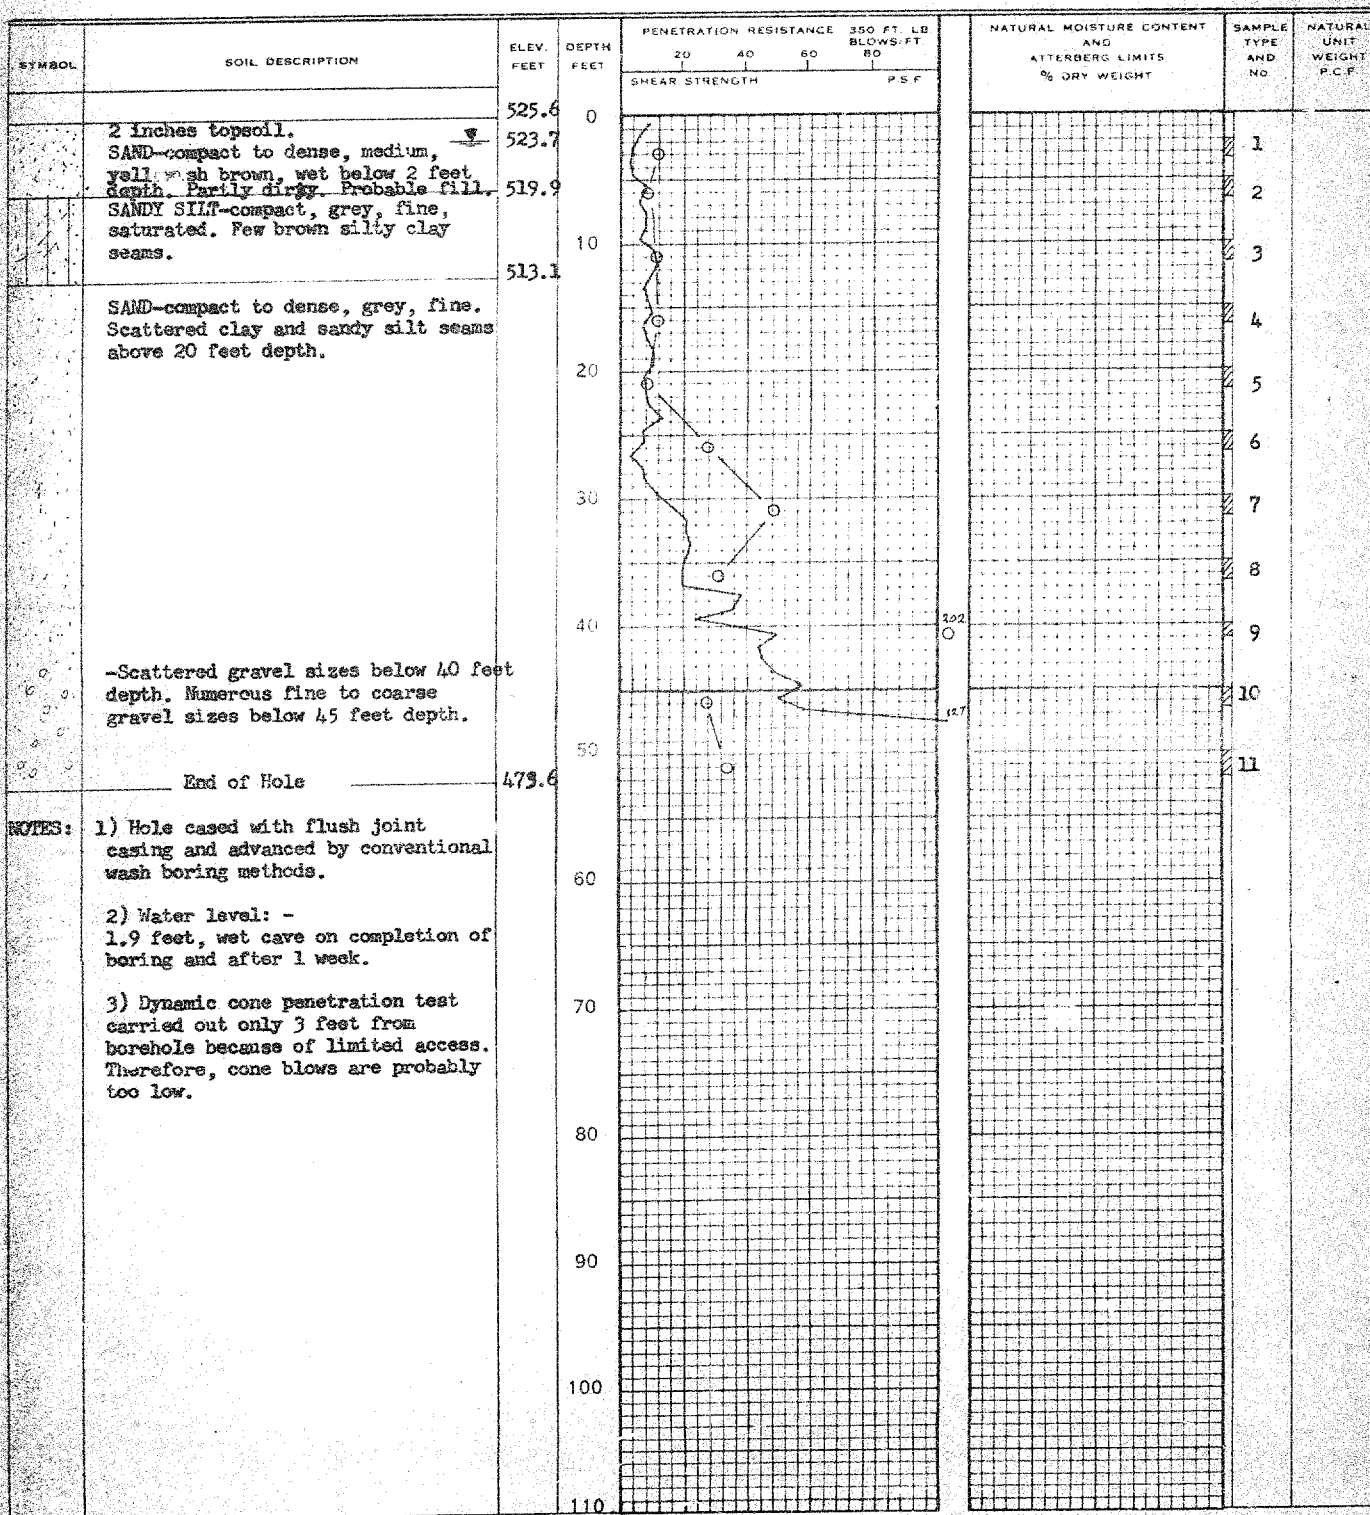 SYMBOL
SOIL DESCRIPTION
ELEV. FEET
DEPTH FEET
PENETRATION RESISTANCE 350 FT. LB
BLOWS/FT.
20 40 60 80
SHEAR STRENGTH P.S.F
NATURAL MOISTURE CONTENT
AND
ATTERBERG LIMITS
% DRY WEIGHT
SAMPLE
TYPE
AND
NO
NATURAL
UNIT
WEIGHT
P.C.F.
525.6
0
2 inches topsoil.
523.7
SAND-compact to dense, medium,
brown, wet below 2 feet
depth. Partly dirty. Probable fill.
519.9
SANDY SILT-compact, grey, fine,
saturated. Few brown silty clay
seams.
513.1
SAND-compact to dense, grey, fine.
Scattered clay and sandy silt seams
above 20 feet depth.
-Scattered gravel sizes below 40 feet
depth. Numerous fine to coarse
gravel sizes below 45 feet depth.
End of Hole
NOTES: 1) Hole cased with flush joint
casing and advanced by conventional
wash boring methods.
2) Water level: -
1.9 feet, wet cave on completion of
boring and after 1 week.
3) Dynamic cone penetration test
carried out only 3 feet from
borehole because of limited access.
Therefore, cone blows are probably
too low.
10
20
30
40
50
60
70
80
90
100
110
202
127
1
2
3
4
5
6
7
8
9
10
11